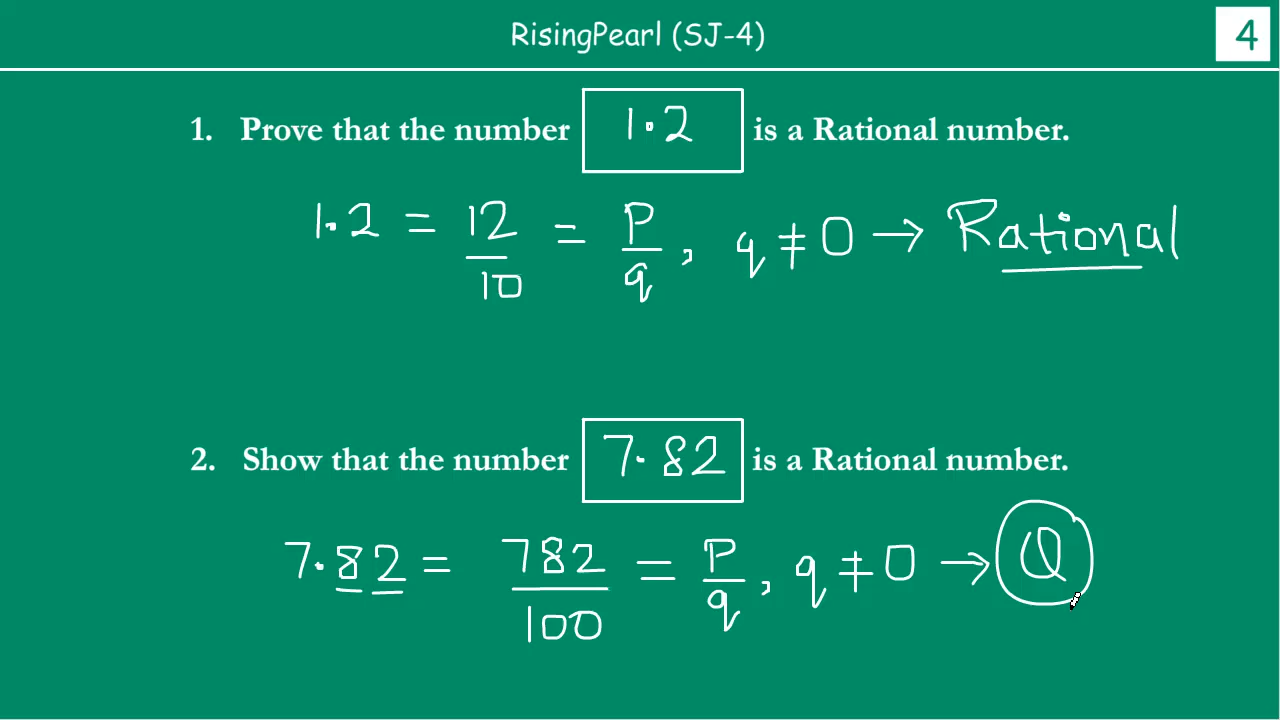 RisingPearl (SJ-4)
4
1. Prove that the number 1.2 is a Rational number.
1.2 = 12/10 = P/q, q ≠ 0 → Rational
2. Show that the number 7.82 is a Rational number.
7.82 = 782/100 = P/q, q ≠ 0 → Q